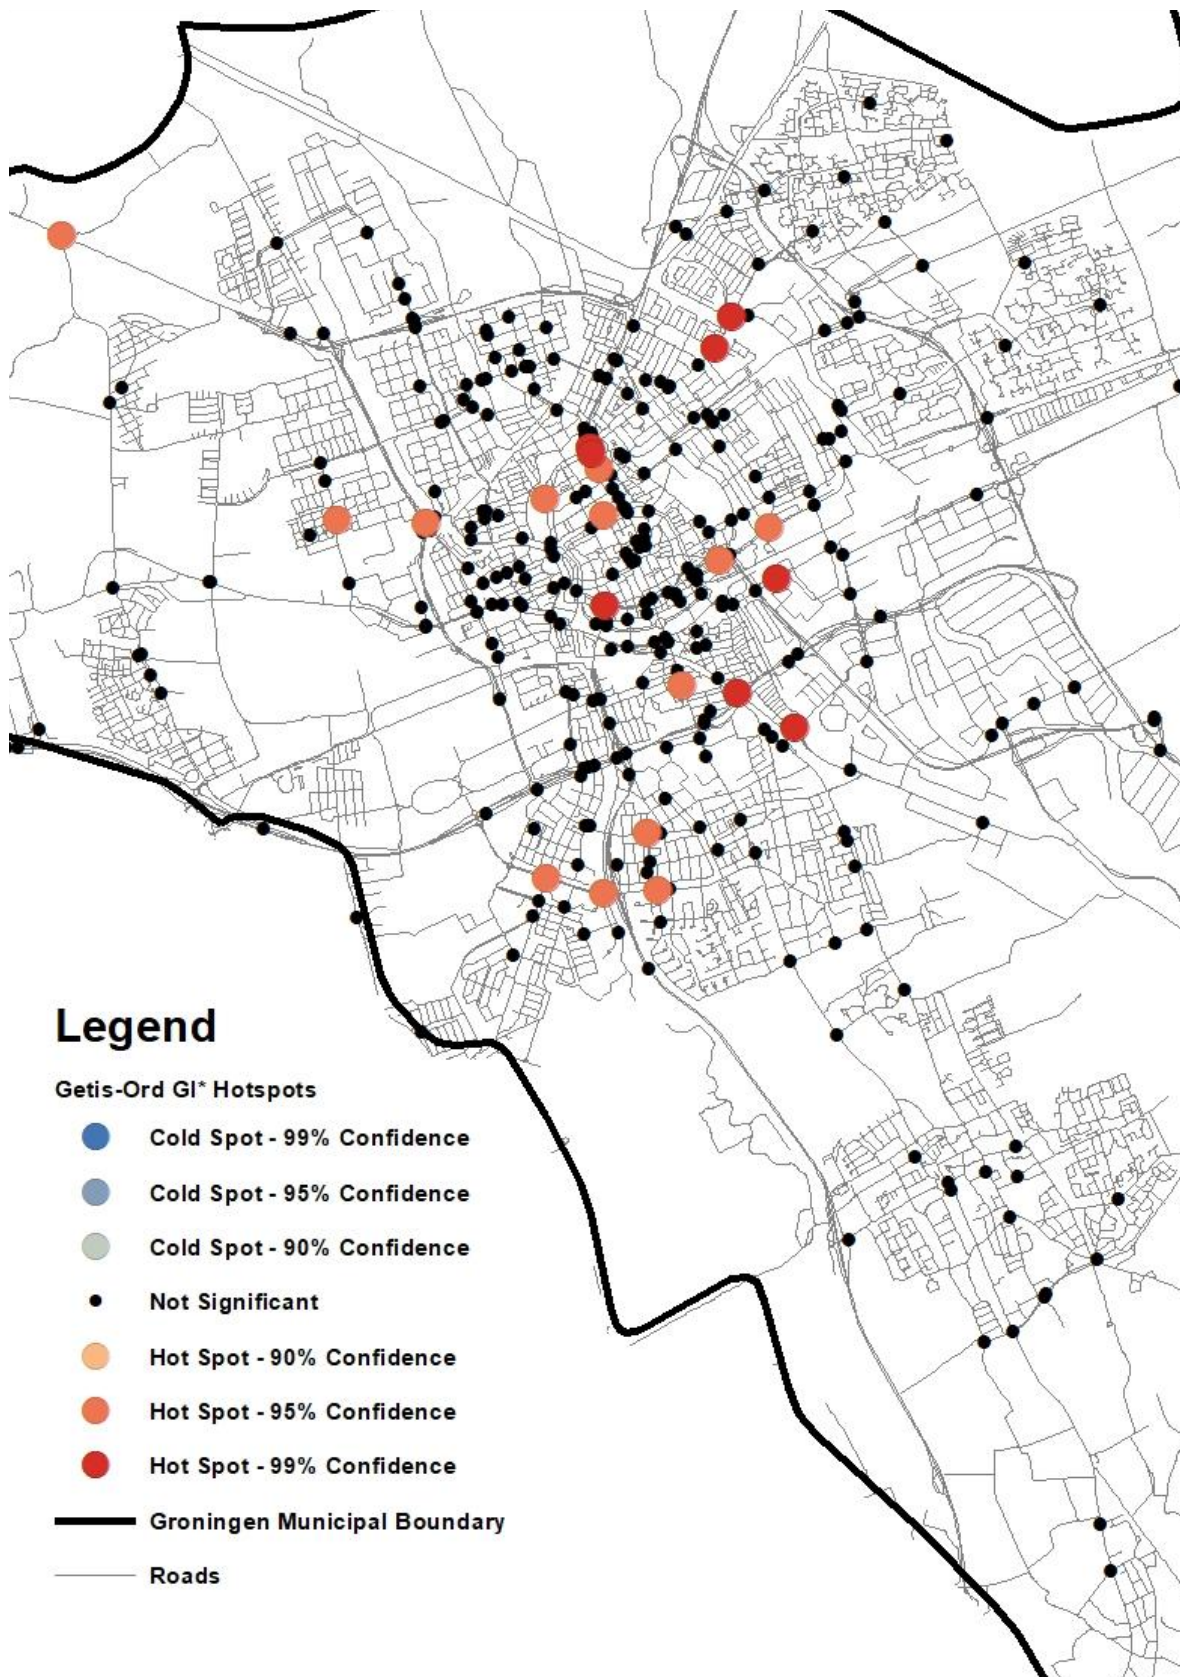 Legend
Getis-Ord GI* Hotspots
Cold Spot - 99% Confidence
Cold Spot - 95% Confidence
Cold Spot - 90% Confidence
Not Significant
Hot Spot - 90% Confidence
Hot Spot - 95% Confidence
Hot Spot - 99% Confidence
Groningen Municipal Boundary
Roads